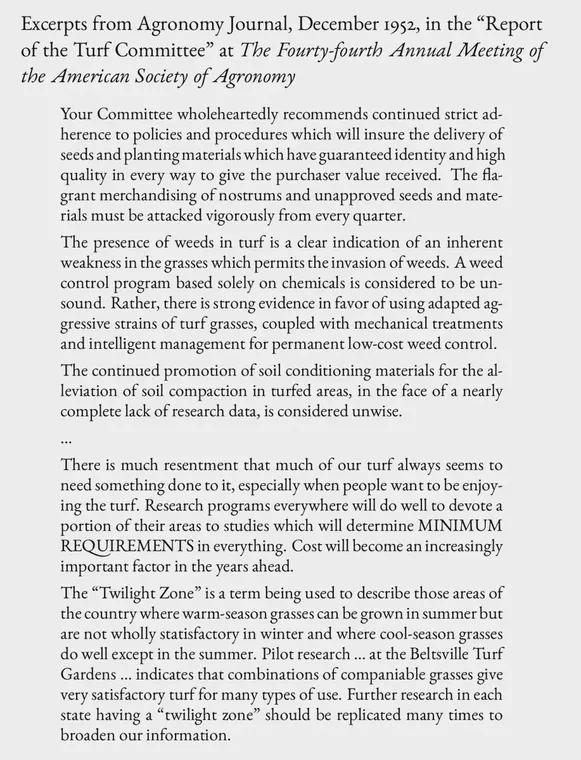 Excerpts from Agronomy Journal, December 1952, in the “Report
of the Turf Committee” at The Fourty-fourth Annual Meeting of
the American Society of Agronomy
Your Committee wholeheartedly recommends continued strict ad-
herence to policies and procedures which will insure the delivery of
seeds and planting materials which have guaranteed identity and high
quality in every way to give the purchaser value received. The fla-
grant merchandising of nostrums and unapproved seeds and mate-
rials must be attacked vigorously from every quarter.
The presence of weeds in turf is a clear indication of an inherent
weakness in the grasses which permits the invasion of weeds. A weed
control program based solely on chemicals is considered to be un-
sound. Rather, there is strong evidence in favor of using adapted ag-
gressive strains of turf grasses, coupled with mechanical treatments
and intelligent management for permanent low-cost weed control.
The continued promotion of soil conditioning materials for the al-
leviation of soil compaction in turfed areas, in the face of a nearly
complete lack of research data, is considered unwise.
...
There is much resentment that much of our turf always seems to
need something done to it, especially when people want to be enjoy-
ing the turf. Research programs everywhere will do well to devote a
portion of their areas to studies which will determine MINIMUM
REQUIREMENTS in everything. Cost will become an increasingly
important factor in the years ahead.
The “Twilight Zone” is a term being used to describe those areas of
the country where warm-season grasses can be grown in summer but
are not wholly statisfactory in winter and where cool-season grasses
do well except in the summer. Pilot research ... at the Beltsville Turf
Gardens ... indicates that combinations of companiable grasses give
very satisfactory turf for many types of use. Further research in each
state having a “twilight zone” should be replicated many times to
broaden our information.